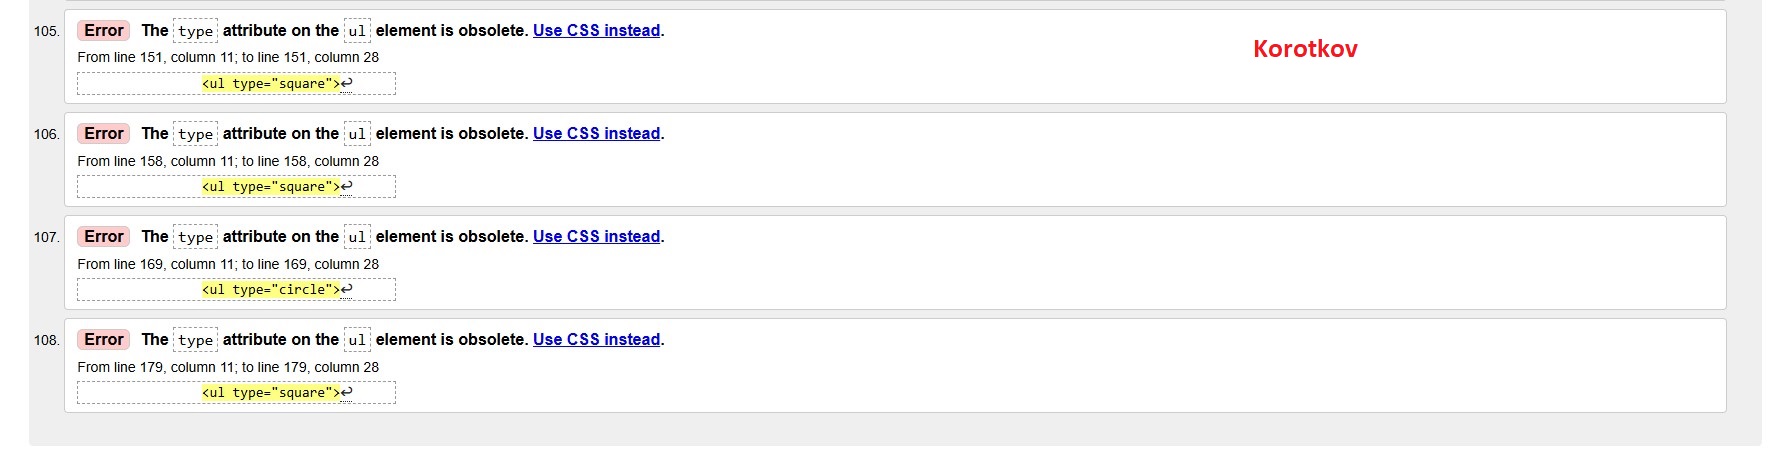 105. Error The type attribute on the ul element is obsolete. Use CSS instead.
Korotkov
From line 151, column 11; to line 151, column 28
<ul type="square">↩
106. Error The type attribute on the ul element is obsolete. Use CSS instead.
From line 158, column 11; to line 158, column 28
<ul type="square">↩
107. Error The type attribute on the ul element is obsolete. Use CSS instead.
From line 169, column 11; to line 169, column 28
<ul type="circle">↩
108. Error The type attribute on the ul element is obsolete. Use CSS instead.
From line 179, column 11; to line 179, column 28
<ul type="square">↩